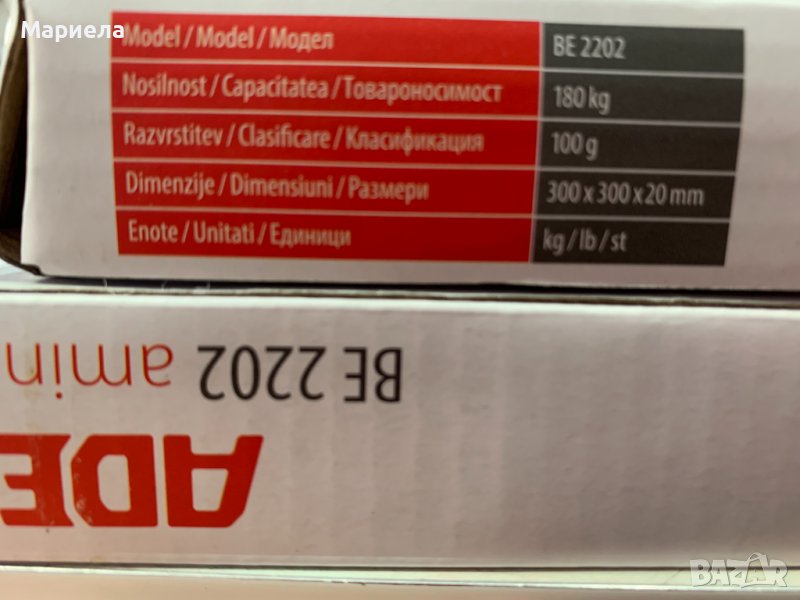 Мариела
Model / Model / Модел BE 2202
Nosilnost / Capacitatea / Товароносимост 180 kg
Razvrstitev / Clasificare / Класификация 100 g
Dimenzije / Dimensiuni / Размери 300 x 300 x 20 mm
Enote / Unitati / Единици kg / lb / st
BE 2202 amin
ADE
BAZAR